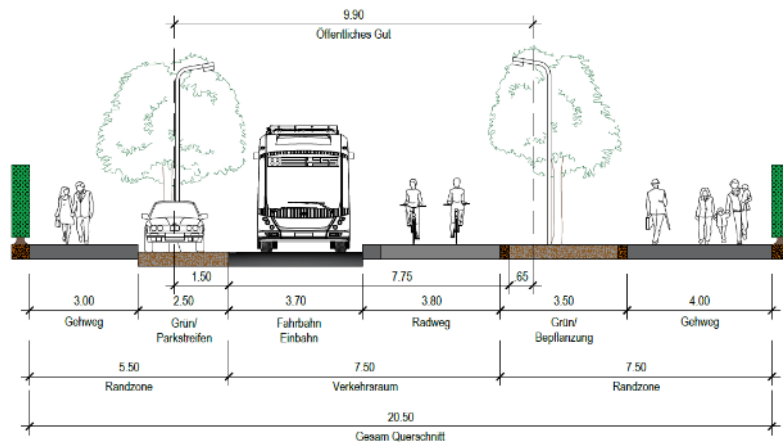 9.90
Öffentliches Gut
1.50
7.75
65
3.00
2.50
3.70
3.80
3.50
4.00
Gehweg
Grün/
Parkstreifen
Fahrbahn
Einbahn
Radweg
Grün/
Bepflanzung
Gehweg
5.50
7.50
7.50
Randzone
Verkehrsraum
Randzone
20.50
Gesam Querschnitt